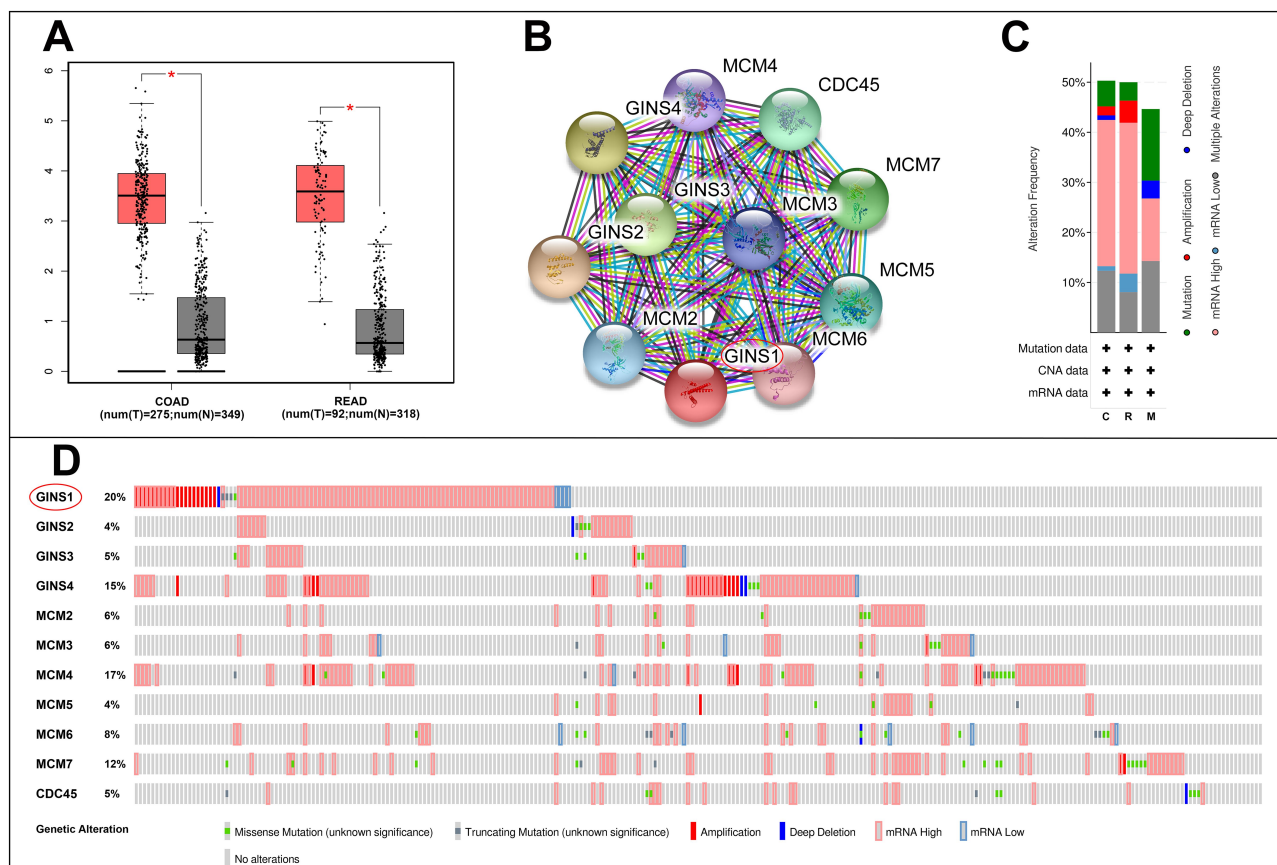 A
6
5
4
3
2
1
0
*
*
COAD
(num(T)=275;num(N)=349)
READ
(num(T)=92;num(N)=318)
B
MCM4
CDC45
GINS4
MCM7
GINS3
MCM3
GINS2
MCM5
MCM2
MCM6
GINS1
C
Alteration Frequency
50%
40%
30%
20%
10%
Mutation data + + +
CNA data + + +
mRNA data + + +
C R M
Mutation Amplification Deep Deletion
mRNA High mRNA Low Multiple Alterations
D
GINS1 20%
GINS2 4%
GINS3 5%
GINS4 15%
MCM2 6%
MCM3 6%
MCM4 17%
MCM5 4%
MCM6 8%
MCM7 12%
CDC45 5%
Genetic Alteration Missense Mutation (unknown significance) Truncating Mutation (unknown significance) Amplification Deep Deletion mRNA High mRNA Low
No alterations